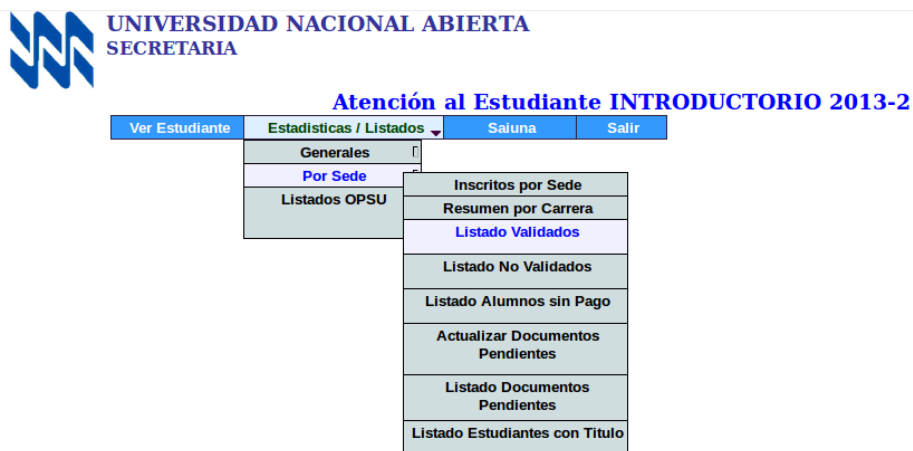 UNIVERSIDAD NACIONAL ABIERTA
SECRETARIA
Atención al Estudiante INTRODUCTORIO 2013-2
Ver Estudiante
Estadisticas / Listados
Saiuna
Salir
Generales
Por Sede
Listados OPSU
Inscritos por Sede
Resumen por Carrera
Listado Validados
Listado No Validados
Listado Alumnos sin Pago
Actualizar Documentos
Pendientes
Listado Documentos
Pendientes
Listado Estudiantes con Titulo